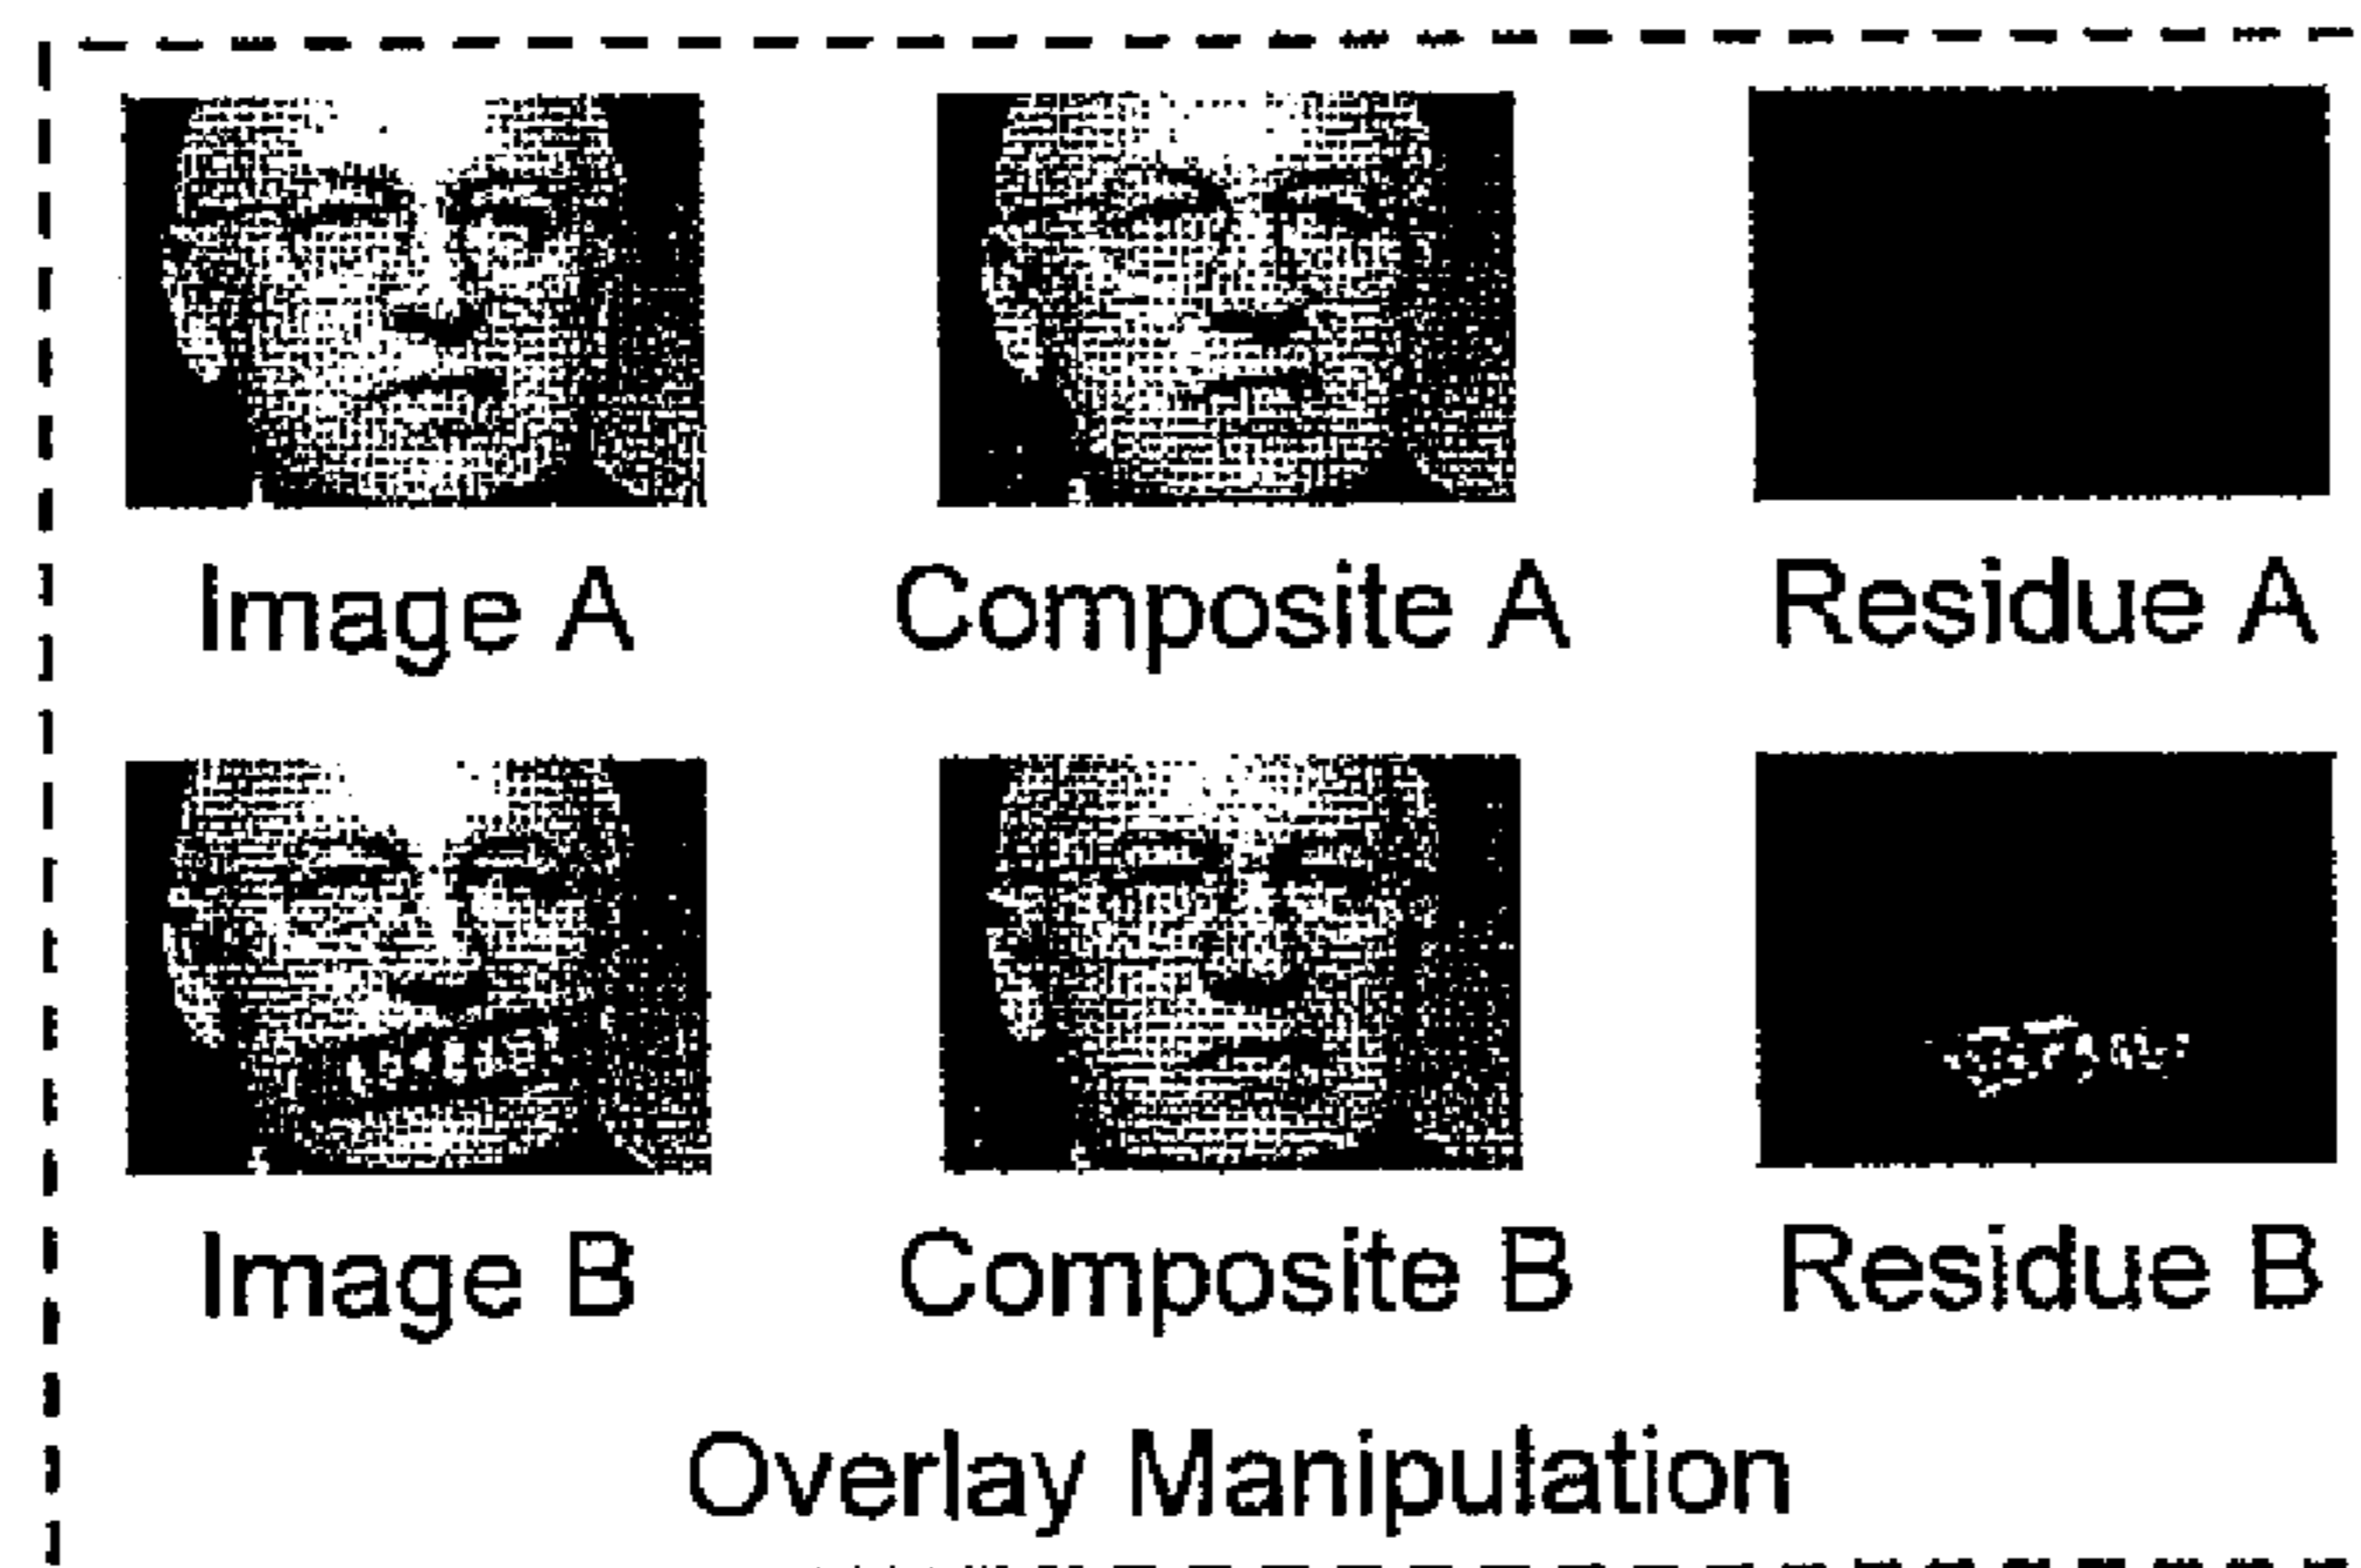 Image A Composite A Residue A
Image B Composite B Residue B
Overlay Manipulation